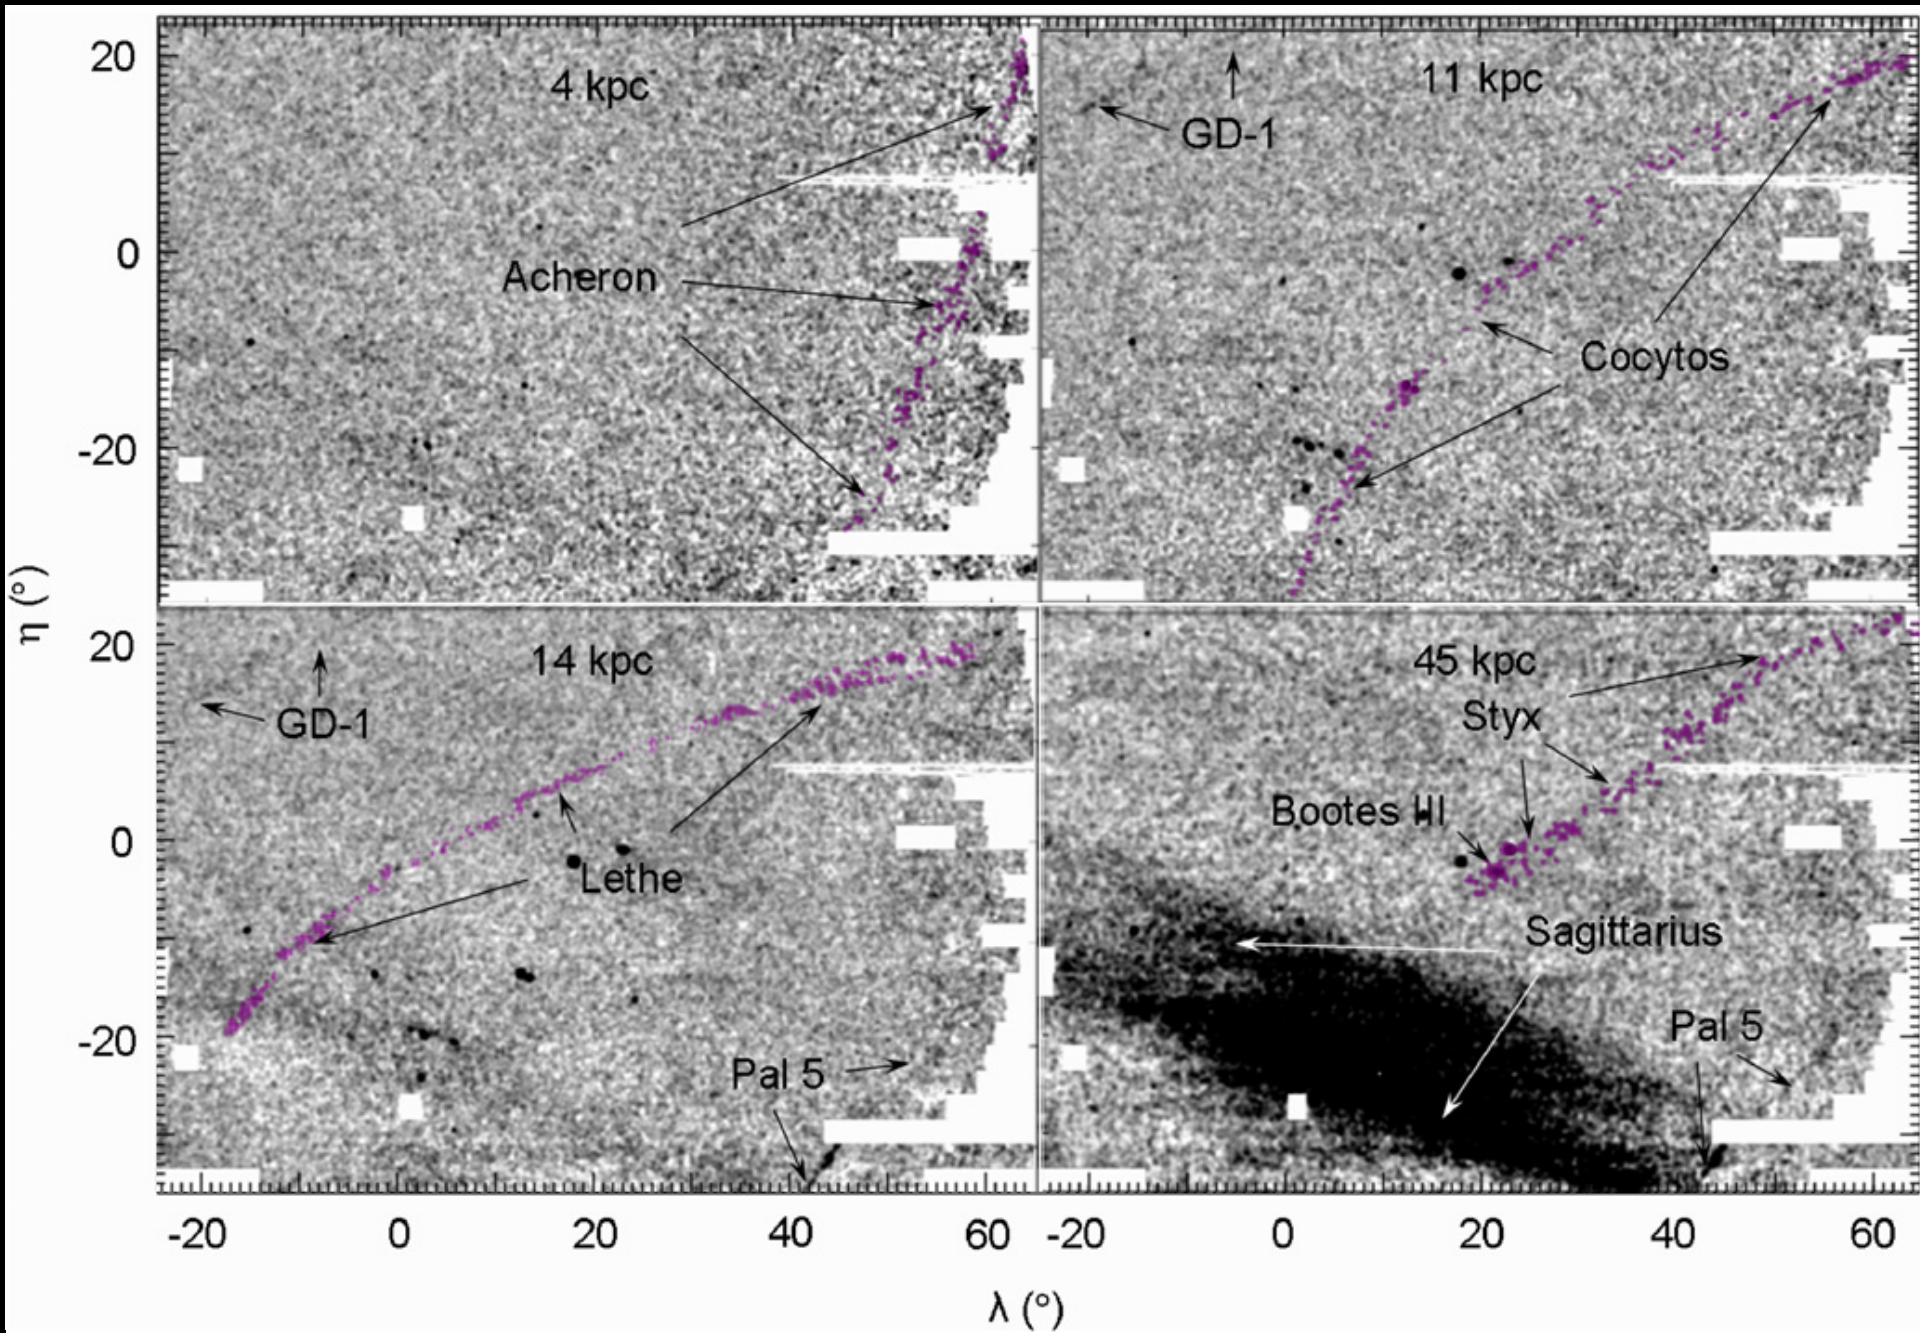 20
0
-20
20
0
-20
η (°)
4 kpc
Acheron
11 kpc
GD-1
Cocytos
14 kpc
GD-1
Lethe
Pal 5
45 kpc
Styx
Bootes III
Sagittarius
Pal 5
-20 0 20 40 60 -20 0 20 40 60
λ (°)